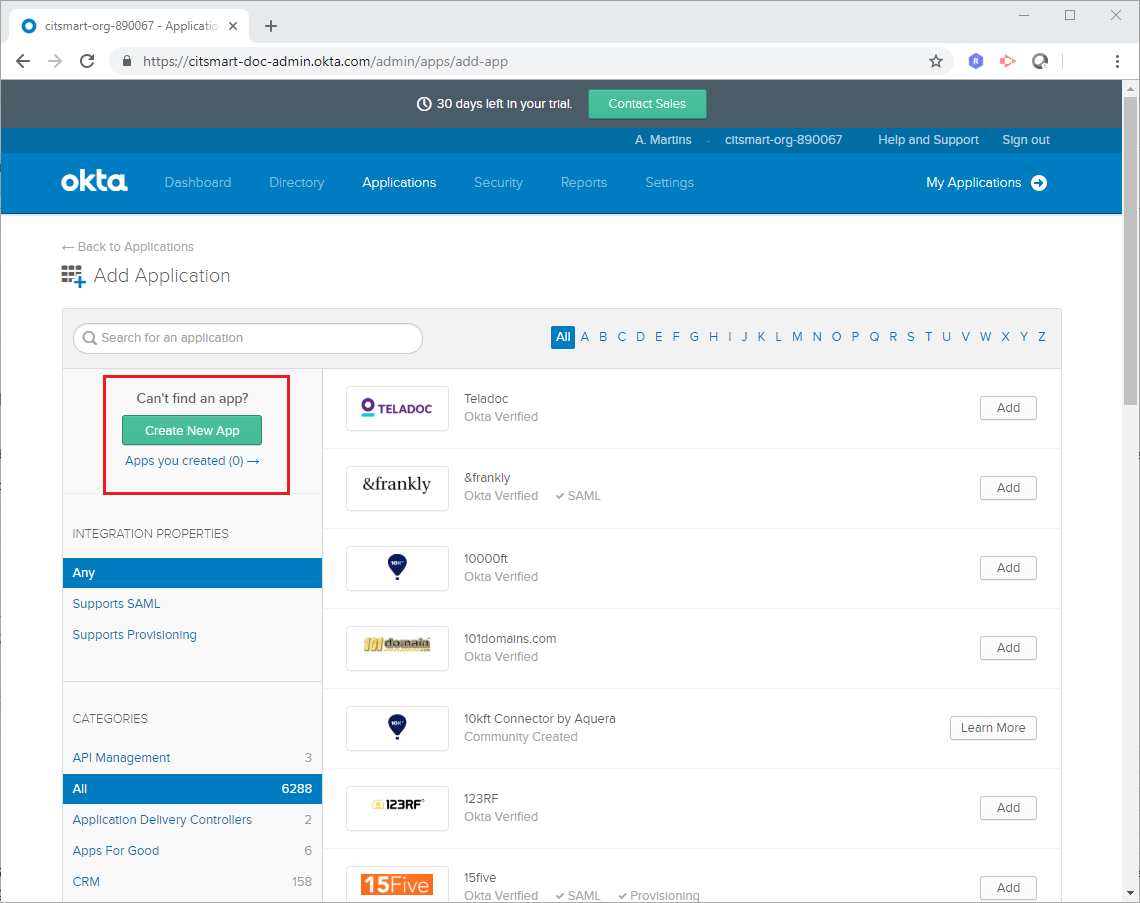 citsmart-org-890067 - Applicatio
https://citsmart-doc-admin.okta.com/admin/apps/add-app
30 days left in your trial. Contact Sales
A. Martins · citsmart-org-890067 Help and Support Sign out
okta Dashboard Directory Applications Security Reports Settings My Applications
← Back to Applications
Add Application
Search for an application
All A B C D E F G H I J K L M N O P Q R S T U V W X Y Z
Can't find an app?
Create New App
Apps you created (0) →
INTEGRATION PROPERTIES
Any
Supports SAML
Supports Provisioning
CATEGORIES
API Management 3
All 6288
Application Delivery Controllers 2
Apps For Good 6
CRM 158
TELADOC
Teladoc
Okta Verified
Add
&frankly
&frankly
Okta Verified SAML
Add
10K
10000ft
Okta Verified
Add
101domain
101domains.com
Okta Verified
Add
10K
10kft Connector by Aquera
Community Created
Learn More
123RF
123RF
Okta Verified
Add
15Five
15five
Okta Verified SAML Provisioning
Add